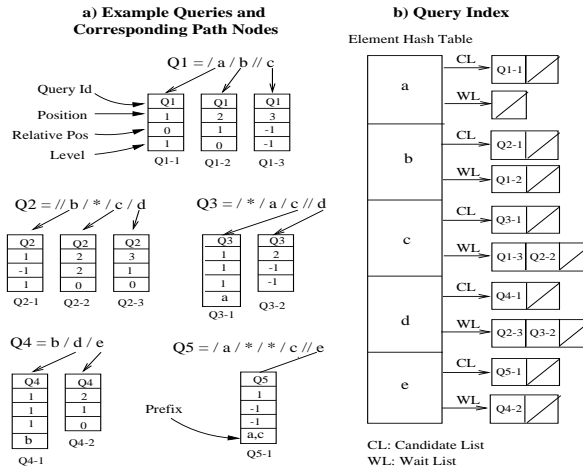 a) Example Queries and
Corresponding Path Nodes
Q1 = / a / b // c
Query Id
Position
Relative Pos
Level
Q1
1
0
1
Q1-1
Q1
2
1
0
Q1-2
Q1
3
-1
-1
Q1-3
Q2 = // b / * / c / d
Q2
1
-1
1
Q2-1
Q2
2
2
0
Q2-2
Q2
3
1
0
Q2-3
Q3 = / * / a / c // d
Q3
1
1
1
a
Q3-1
Q3
2
-1
-1
Q3-2
Q4 = b / d / e
Q4
1
1
1
b
Q4-1
Q4
2
1
0
Q4-2
Q5 = / a / * / * / c // e
Prefix
Q5
1
-1
-1
a,c
Q5-1
b) Query Index
Element Hash Table
a
CL
Q1-1
WL
b
CL
Q2-1
WL
Q1-2
c
CL
Q3-1
WL
Q1-3 Q2-2
d
CL
Q4-1
WL
Q2-3 Q3-2
e
CL
Q5-1
WL
Q4-2
CL: Candidate List
WL: Wait List